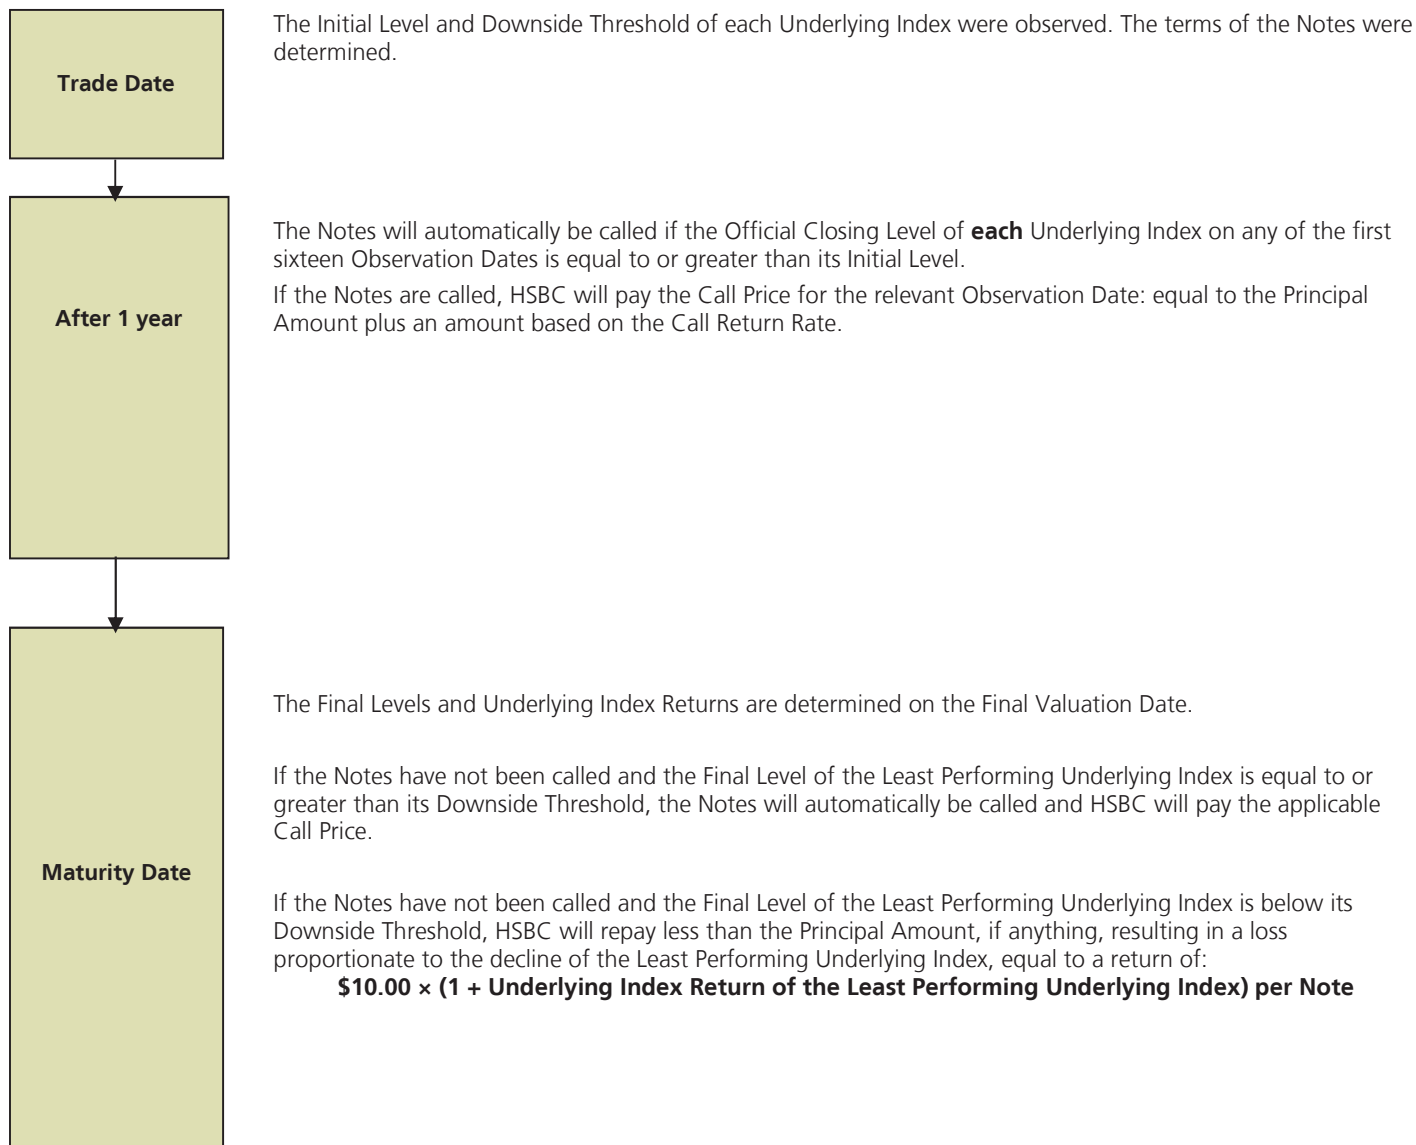 Trade Date
The Initial Level and Downside Threshold of each Underlying Index were observed. The terms of the Notes were
determined.
After 1 year
The Notes will automatically be called if the Official Closing Level of each Underlying Index on any of the first
sixteen Observation Dates is equal to or greater than its Initial Level.
If the Notes are called, HSBC will pay the Call Price for the relevant Observation Date: equal to the Principal
Amount plus an amount based on the Call Return Rate.
Maturity Date
The Final Levels and Underlying Index Returns are determined on the Final Valuation Date.
If the Notes have not been called and the Final Level of the Least Performing Underlying Index is equal to or
greater than its Downside Threshold, the Notes will automatically be called and HSBC will pay the applicable
Call Price.
If the Notes have not been called and the Final Level of the Least Performing Underlying Index is below its
Downside Threshold, HSBC will repay less than the Principal Amount, if anything, resulting in a loss
proportionate to the decline of the Least Performing Underlying Index, equal to a return of:
$10.00 × (1 + Underlying Index Return of the Least Performing Underlying Index) per Note